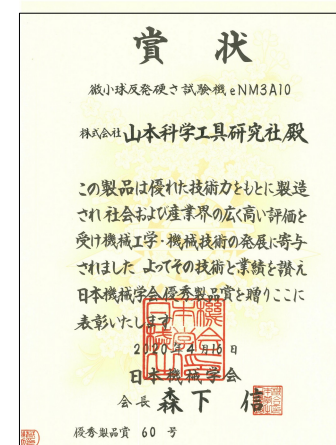 賞状
微小球反発硬さ試験機 eNM3A10
株式会社山本科学工具研究社殿
この製品は優れた技術力をもとに製造
され社会および産業界の広く高い評価を
受け機械工学・機械技術の発展に寄与
されました よってその技術と業績を讃え
日本機械学会優秀製品賞を贈りここに
表彰いたします
2020年4月16日
日本機械学会
会長 森下 信
優秀製品賞 60 号